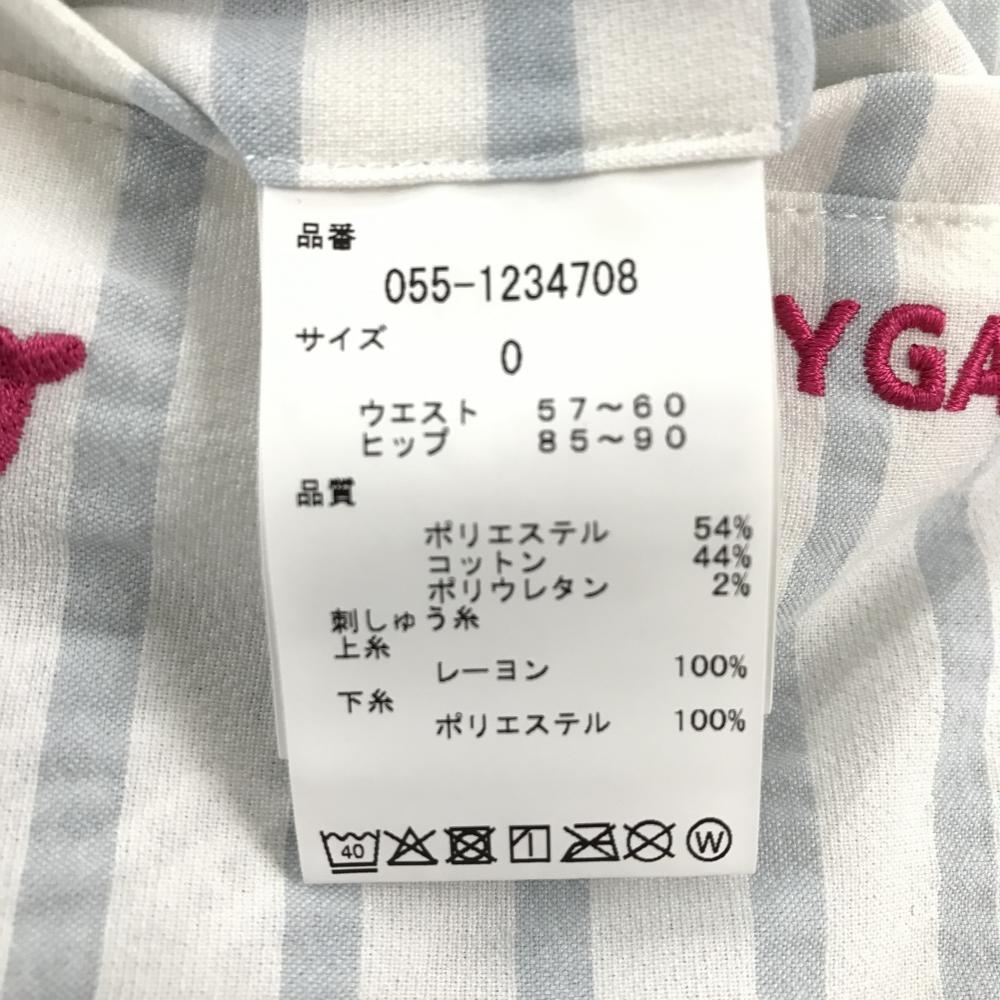 品番
055-1234708
サイズ
0
ウエスト 57～60
ヒップ 85～90
品質
ポリエステル 54%
コットン 44%
ポリウレタン 2%
刺しゅう糸
上糸
レーヨン 100%
下糸
ポリエステル 100%
40
W
YGA